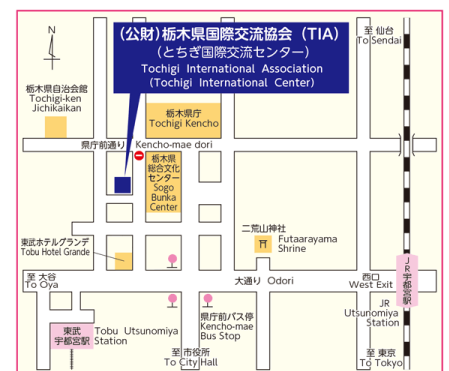 (公財)栃木県国際交流協会 (TIA)
(とちぎ国際交流センター)
Tochigi International Association
(Tochigi International Center)
至 仙台
To Sendai
N
栃木県自治会館
Tochigi-ken
Jichikaikan
栃木県庁
Tochigi Kencho
県庁前通り Kencho-mae dori
栃木県
総合文化
センター
Sogo
Bunka
Center
東武ホテルグランデ
Tobu Hotel Grande
二荒山神社
Futaarayama
Shrine
至 大谷
To Oya
大通り Odori
西口
West Exit
JR宇都宮駅
JR
Utsunomiya
Station
東武
宇都宮駅
Tobu Utsunomiya
Station
県庁前バス停
Kencho-mae
Bus Stop
至 市役所
To City Hall
至 東京
To Tokyo